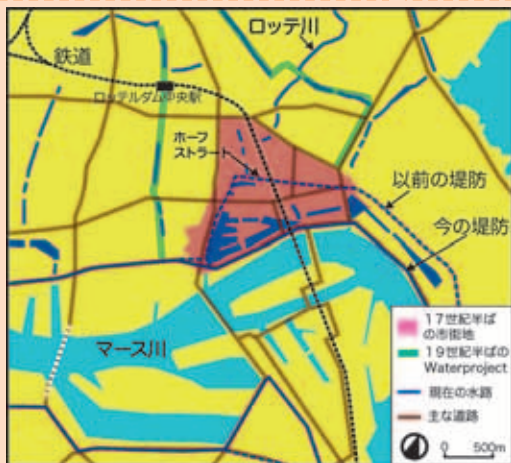 ロッテ川
鉄道
ロッテルダム中央駅
ホーフ
ストラート
以前の堤防
今の堤防
マース川
17世紀半ば
の市街地
19世紀半ばの
Waterproject
現在の水路
主な道路
0 500m